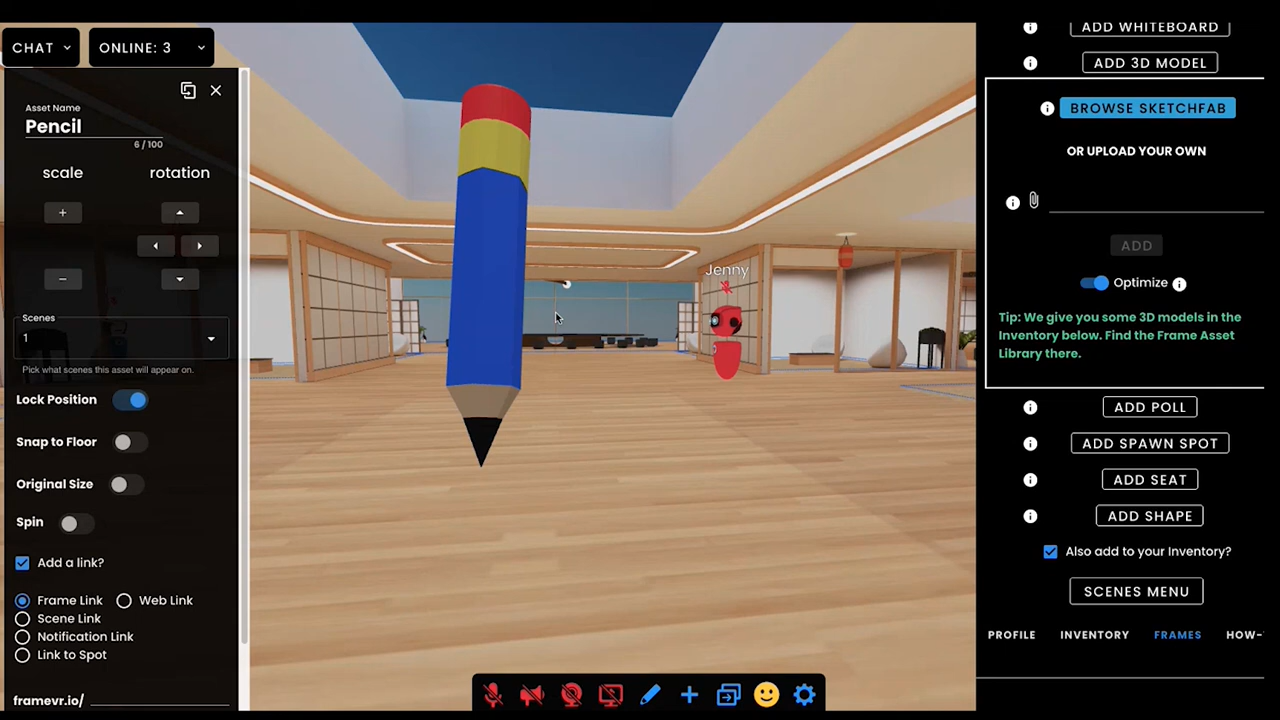 CHAT
ONLINE: 3
Asset Name
Pencil
6 / 100
scale
rotation
Scenes
1
Pick what scenes this asset will appear on.
Lock Position
Snap to Floor
Original Size
Spin
Add a link?
Frame Link
Web Link
Scene Link
Notification Link
Link to Spot
framevr.io/
Jenny
ADD WHITEBOARD
ADD 3D MODEL
BROWSE SKETCHFAB
OR UPLOAD YOUR OWN
ADD
Optimize
Tip: We give you some 3D models in the
Inventory below. Find the Frame Asset
Library there.
ADD POLL
ADD SPAWN SPOT
ADD SEAT
ADD SHAPE
Also add to your Inventory?
SCENES MENU
PROFILE
INVENTORY
FRAMES
HOW-